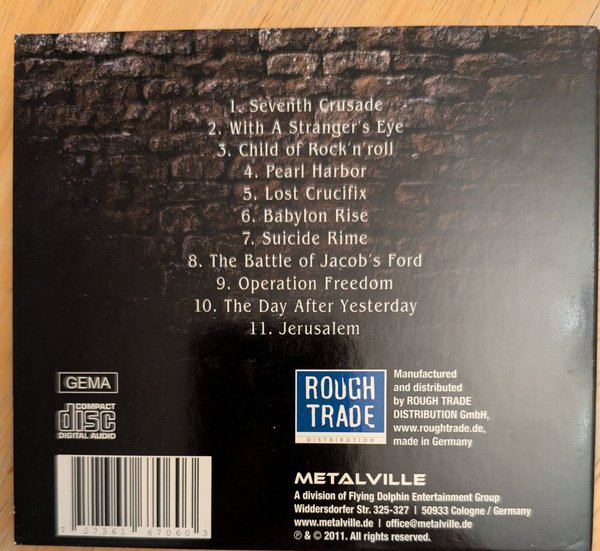 1. Seventh Crusade
2. With A Stranger's Eye
3. Child of Rock'n'roll
4. Pearl Harbor
5. Lost Crucifix
6. Babylon Rise
7. Suicide Rime
8. The Battle of Jacob's Ford
9. Operation Freedom
10. The Day After Yesterday
11. Jerusalem
GEMA
COMPACT
disc
DIGITAL AUDIO
ROUGH
TRADE
DISTRIBUTION
Manufactured
and distributed
by ROUGH TRADE
DISTRIBUTION GmbH,
www.roughtrade.de,
made in Germany
7 27361 67060 3
METALVILLE
A division of Flying Dolphin Entertainment Group
Widdersdorfer Str. 325-327 | 50933 Cologne / Germany
www.metalville.de | office@metalville.de
℗ & © 2011. All rights reserved.